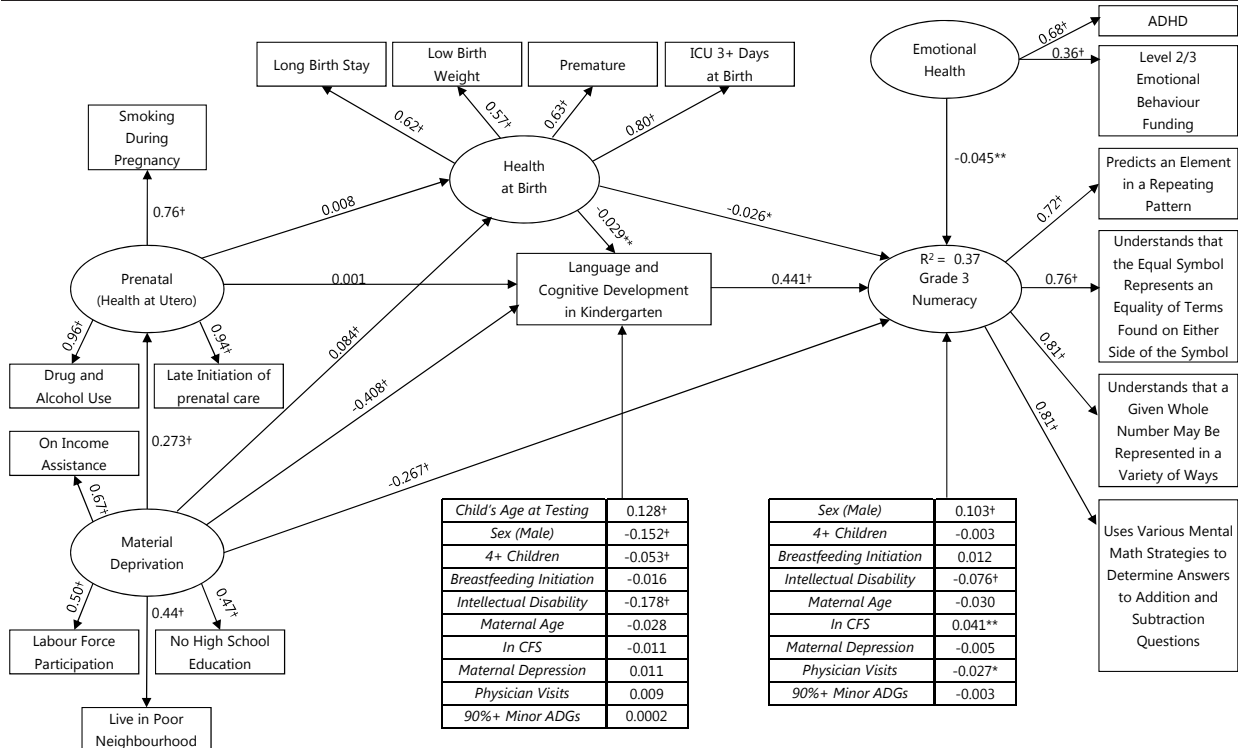 ADHD
0.68†
Emotional
Health
0.36†
Level 2/3
Emotional
Behaviour
Funding
Long Birth Stay
Low Birth
Weight
Premature
ICU 3+ Days
at Birth
0.62†
0.57†
0.63†
0.80†
Smoking
During
Pregnancy
Health
at Birth
-0.045**
Predicts an Element
in a Repeating
Pattern
0.76†
0.008
-0.029**
-0.026*
0.72†
Prenatal
(Health at Utero)
0.001
Language and
Cognitive Development
in Kindergarten
0.441†
R² = 0.37
Grade 3
Numeracy
0.76†
Understands that
the Equal Symbol
Represents an
Equality of Terms
Found on Either
Side of the Symbol
0.96†
0.94†
0.084†
-0.408†
0.81†
0.81†
Drug and
Alcohol Use
Late Initiation of
prenatal care
Understands that a
Given Whole
Number May Be
Represented in a
Variety of Ways
On Income
Assistance
0.273†
-0.267†
0.67†
Material
Deprivation
0.50†
0.44†
0.47†
Labour Force
Participation
No High School
Education
Live in Poor
Neighbourhood
Child's Age at Testing 0.128†
Sex (Male) -0.152†
4+ Children -0.053†
Breastfeeding Initiation -0.016
Intellectual Disability -0.178†
Maternal Age -0.028
In CFS -0.011
Maternal Depression 0.011
Physician Visits 0.009
90%+ Minor ADGs 0.0002
Sex (Male) 0.103†
4+ Children -0.003
Breastfeeding Initiation 0.012
Intellectual Disability -0.076†
Maternal Age -0.030
In CFS 0.041**
Maternal Depression -0.005
Physician Visits -0.027*
90%+ Minor ADGs -0.003
Uses Various Mental
Math Strategies to
Determine Answers
to Addition and
Subtraction
Questions